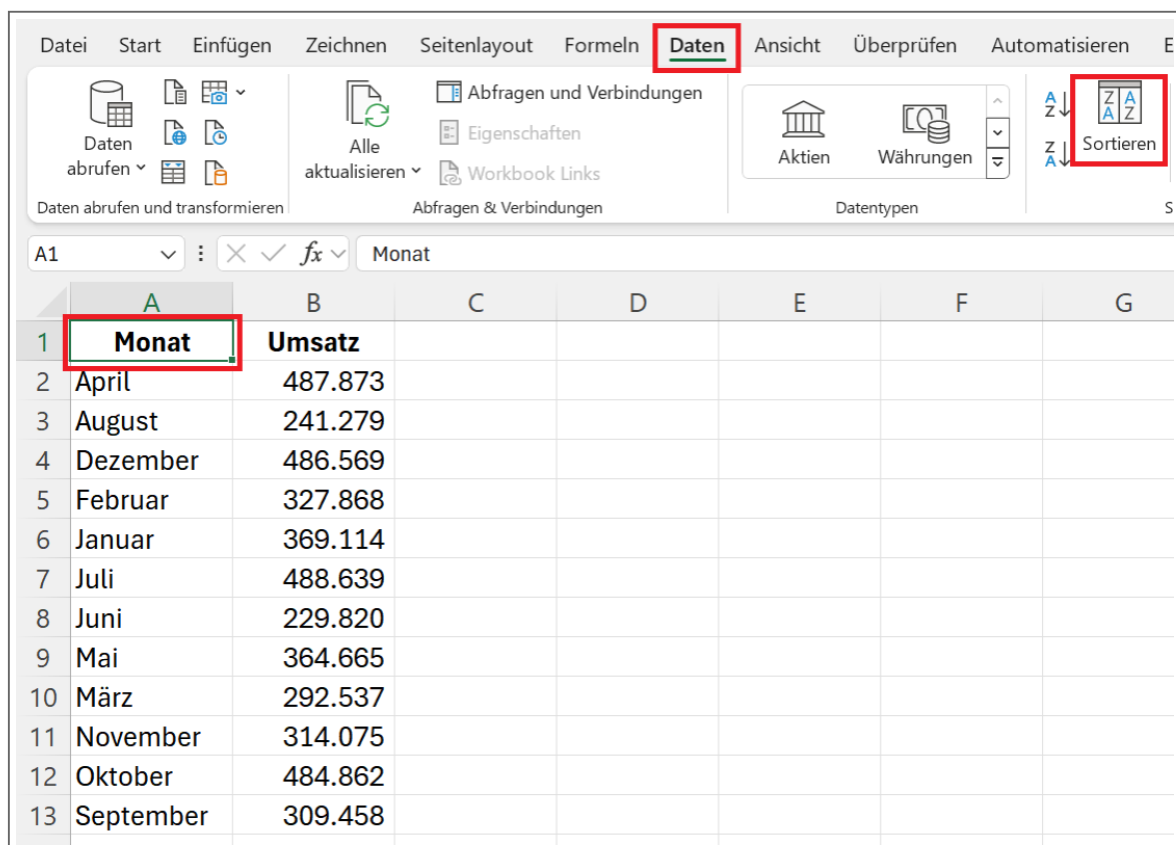 Datei Start Einfügen Zeichnen Seitenlayout Formeln Daten Ansicht Überprüfen Automatisieren E
Daten abrufen
Alle aktualisieren
Abfragen und Verbindungen
Eigenschaften
Workbook Links
Aktien
Währungen
A Z
Z A
Z A A Z
Sortieren
Daten abrufen und transformieren
Abfragen & Verbindungen
Datentypen
S
A1 fx Monat
A B C D E F G
1 Monat Umsatz
2 April 487.873
3 August 241.279
4 Dezember 486.569
5 Februar 327.868
6 Januar 369.114
7 Juli 488.639
8 Juni 229.820
9 Mai 364.665
10 März 292.537
11 November 314.075
12 Oktober 484.862
13 September 309.458